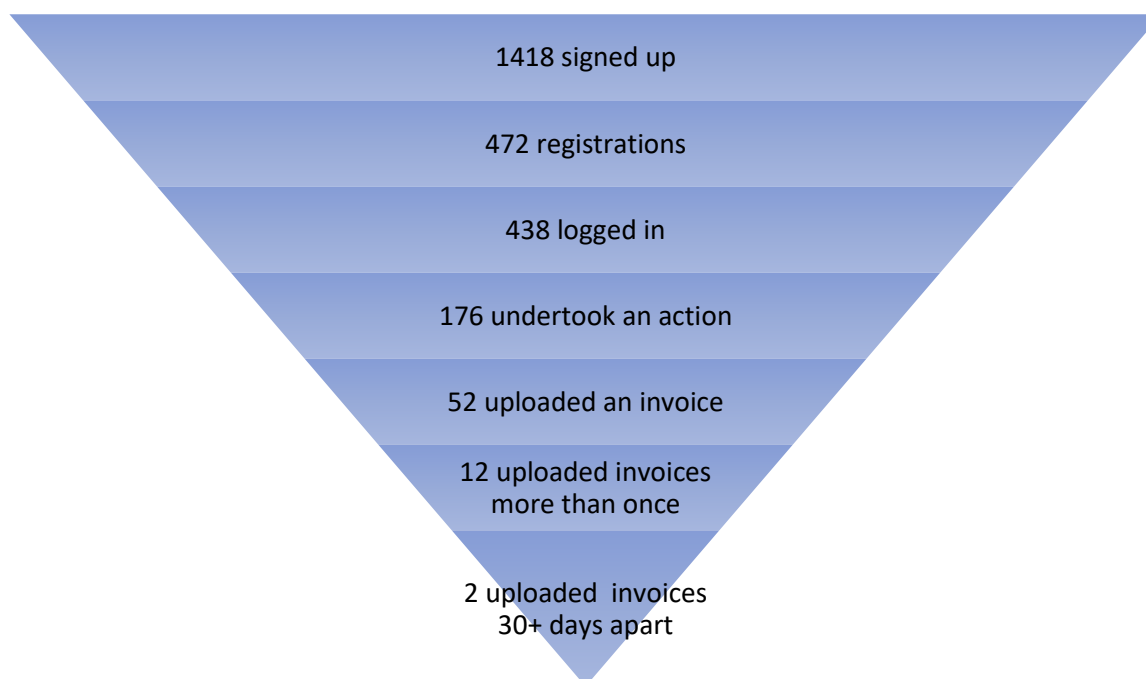 1418 signed up
472 registrations
438 logged in
176 undertook an action
52 uploaded an invoice
12 uploaded invoices
more than once
2 uploaded  invoices
30+ days apart